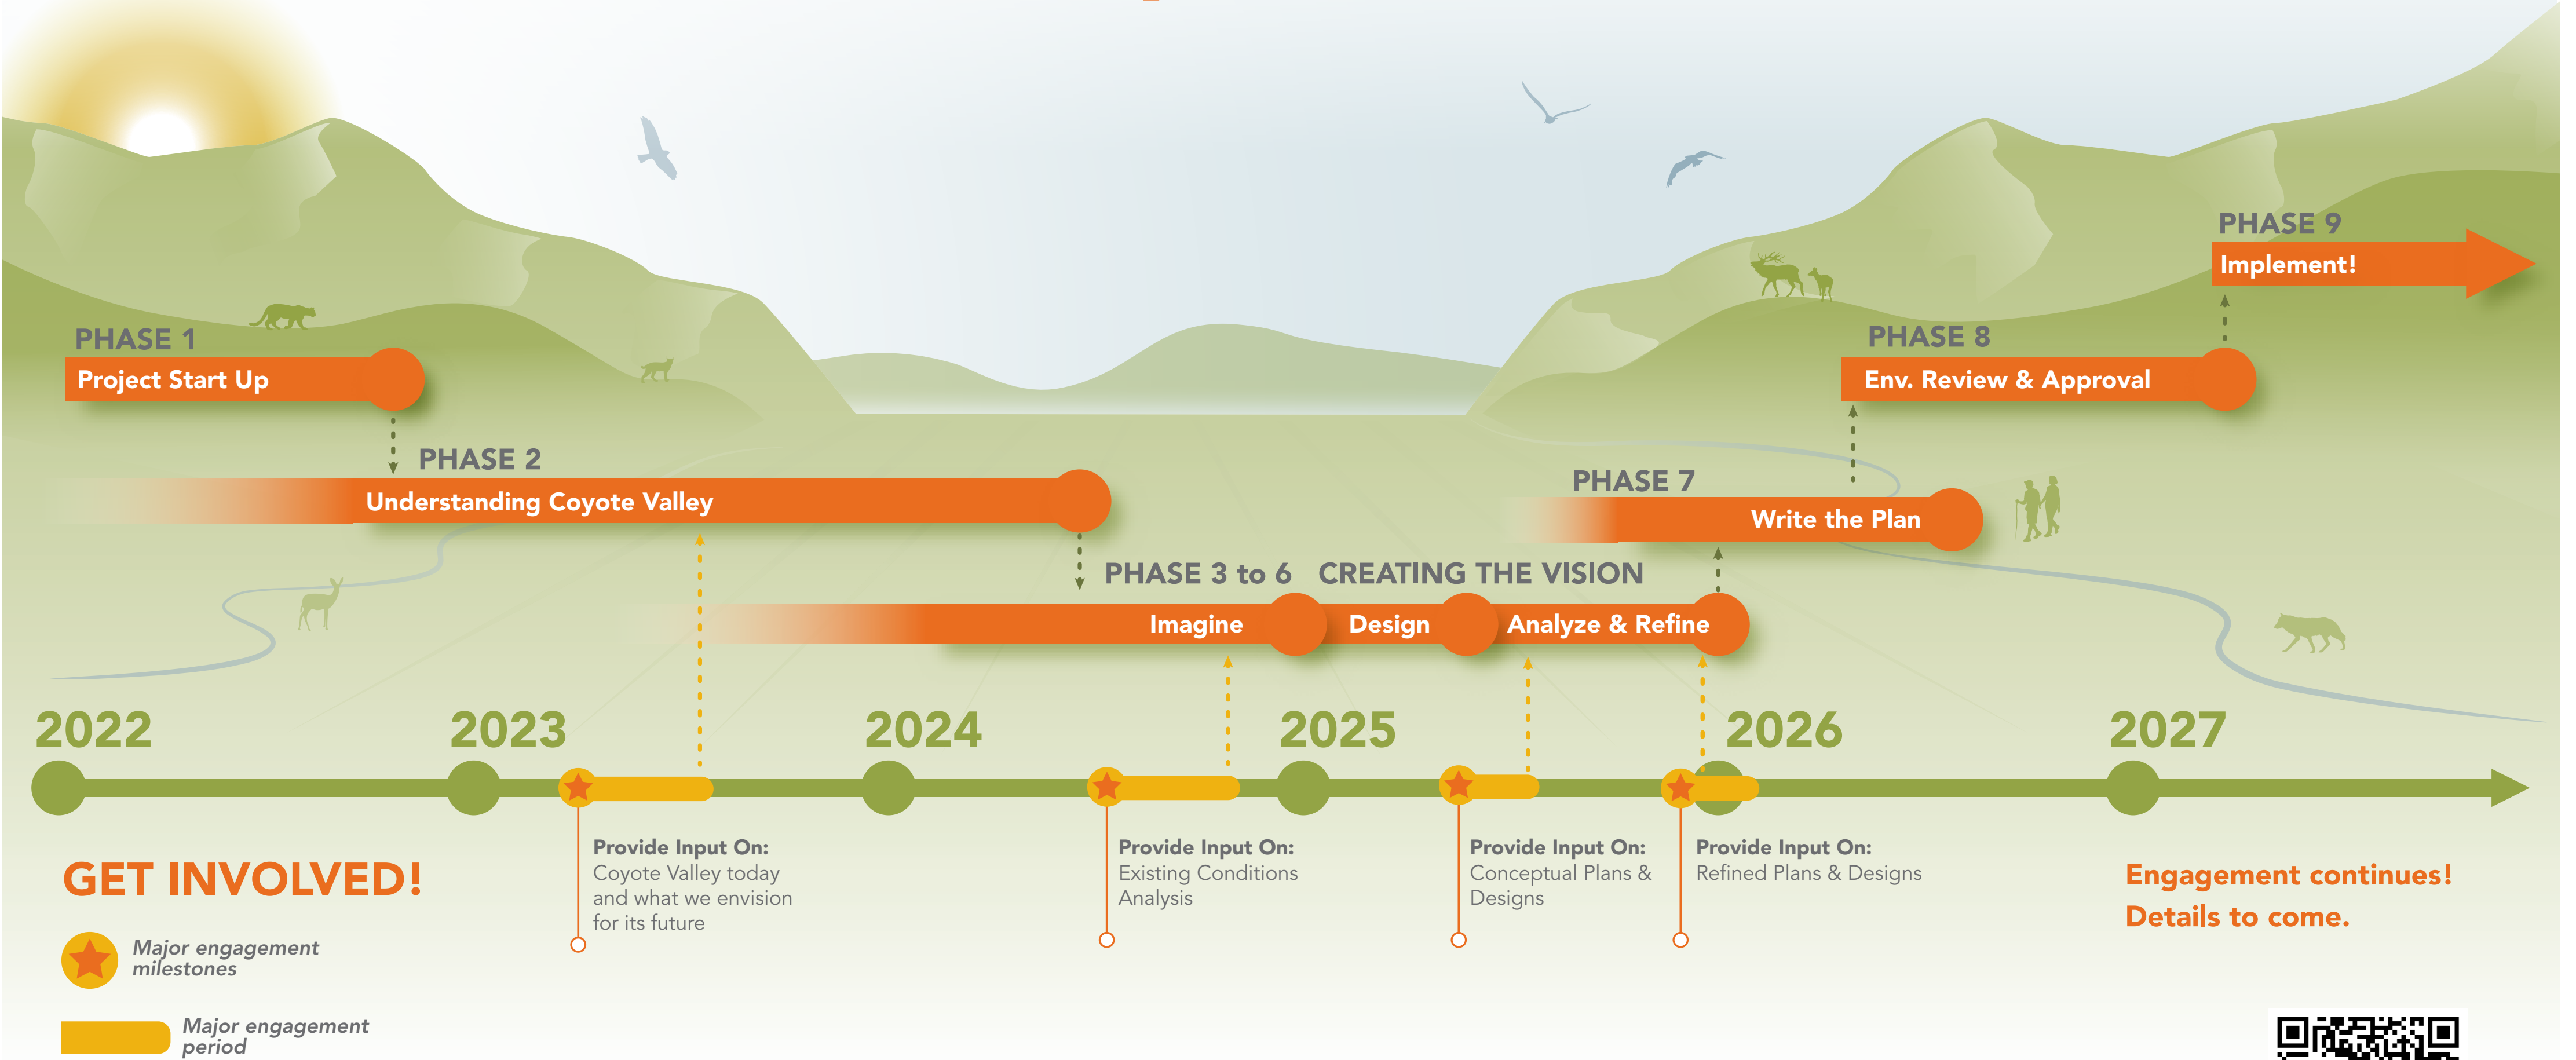 PHASE 9
Implement!
PHASE 1
Project Start Up
PHASE 8
Env. Review & Approval
PHASE 2
Understanding Coyote Valley
PHASE 7
Write the Plan
PHASE 3 to 6 CREATING THE VISION
Imagine
Design
Analyze & Refine
2022
2023
2024
2025
2026
2027
Provide Input On:
Coyote Valley today
and what we envision
for its future
Provide Input On:
Existing Conditions
Analysis
Provide Input On:
Conceptual Plans &
Designs
Provide Input On:
Refined Plans & Designs
GET INVOLVED!
Major engagement
milestones
Major engagement
period
Engagement continues!
Details to come.